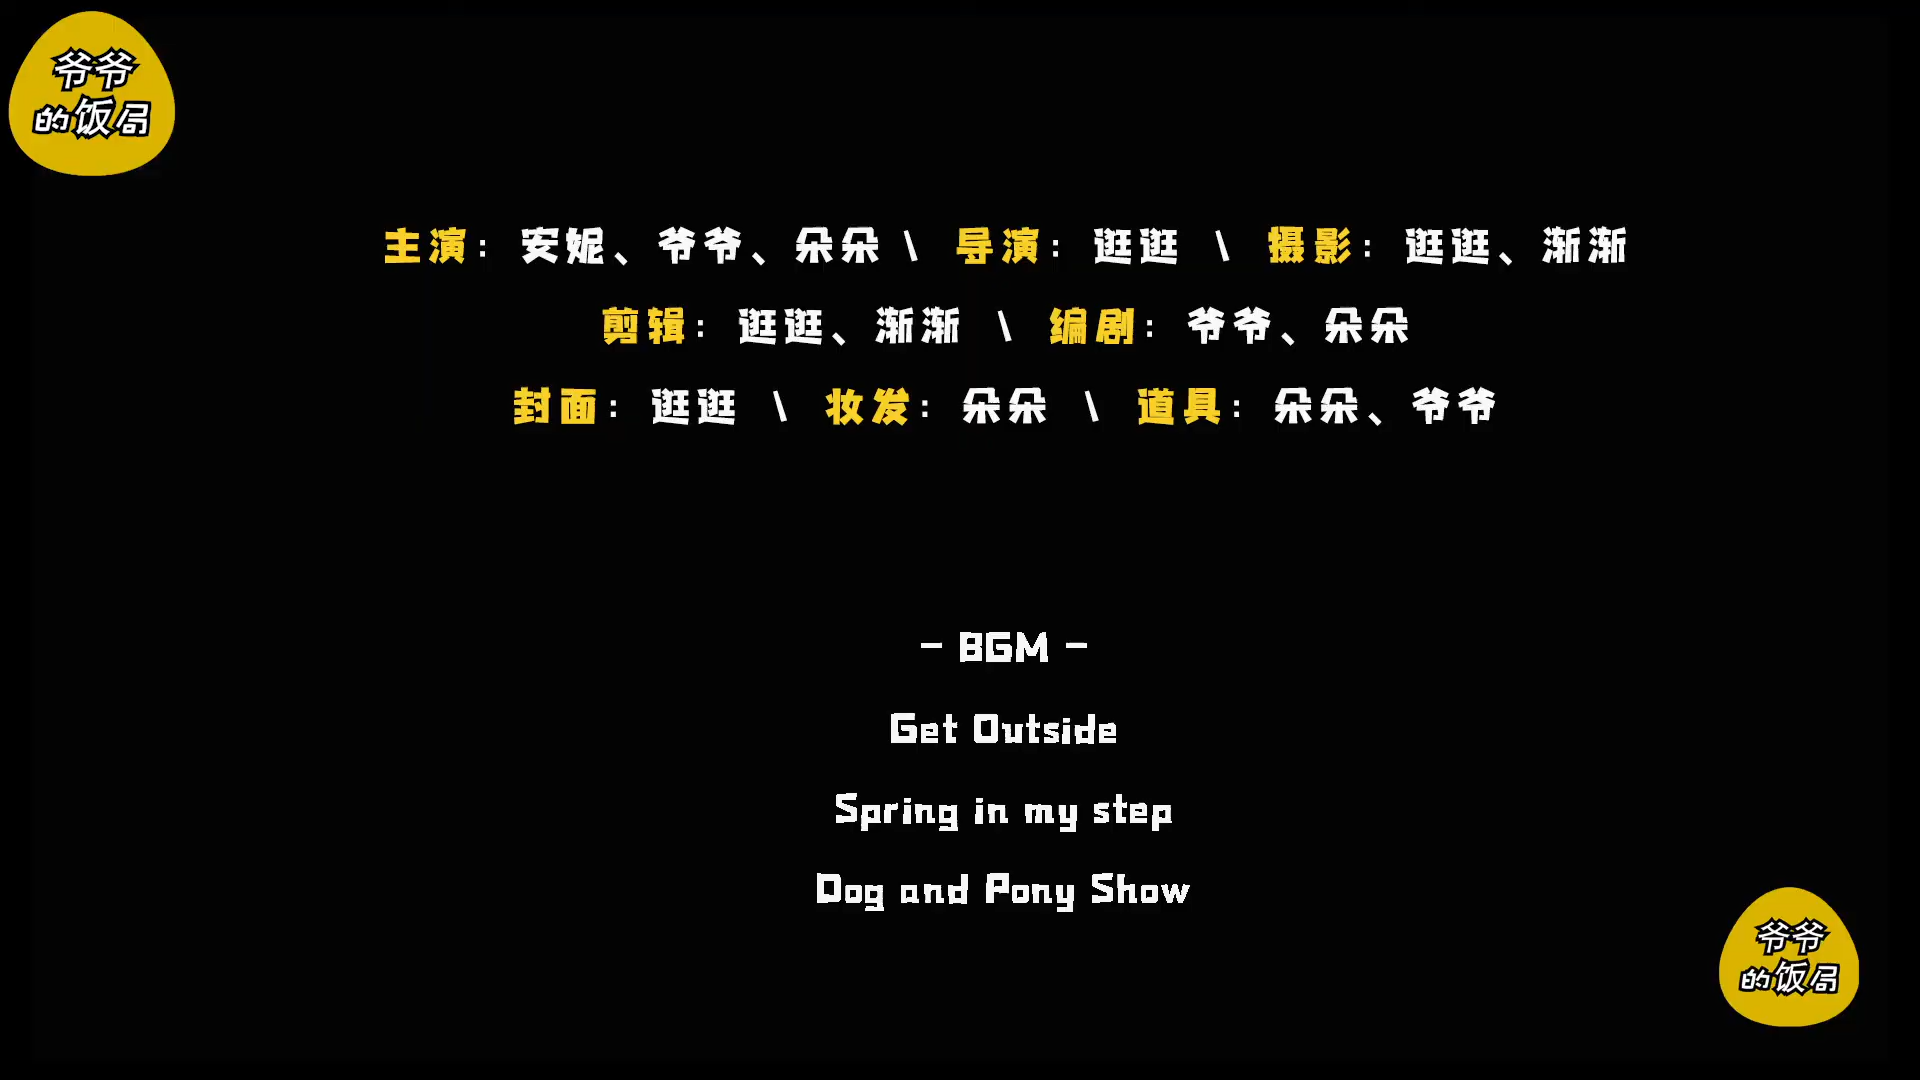 爷爷
的饭局
主演：安妮、爷爷、朵朵 \ 导演：逛逛 \ 摄影：逛逛、渐渐
剪辑：逛逛、渐渐 \ 编剧：爷爷、朵朵
封面：逛逛 \ 妆发：朵朵 \ 道具：朵朵、爷爷
- BGM -
Get Outside
Spring in my step
Dog and Pony Show
爷爷
的饭局